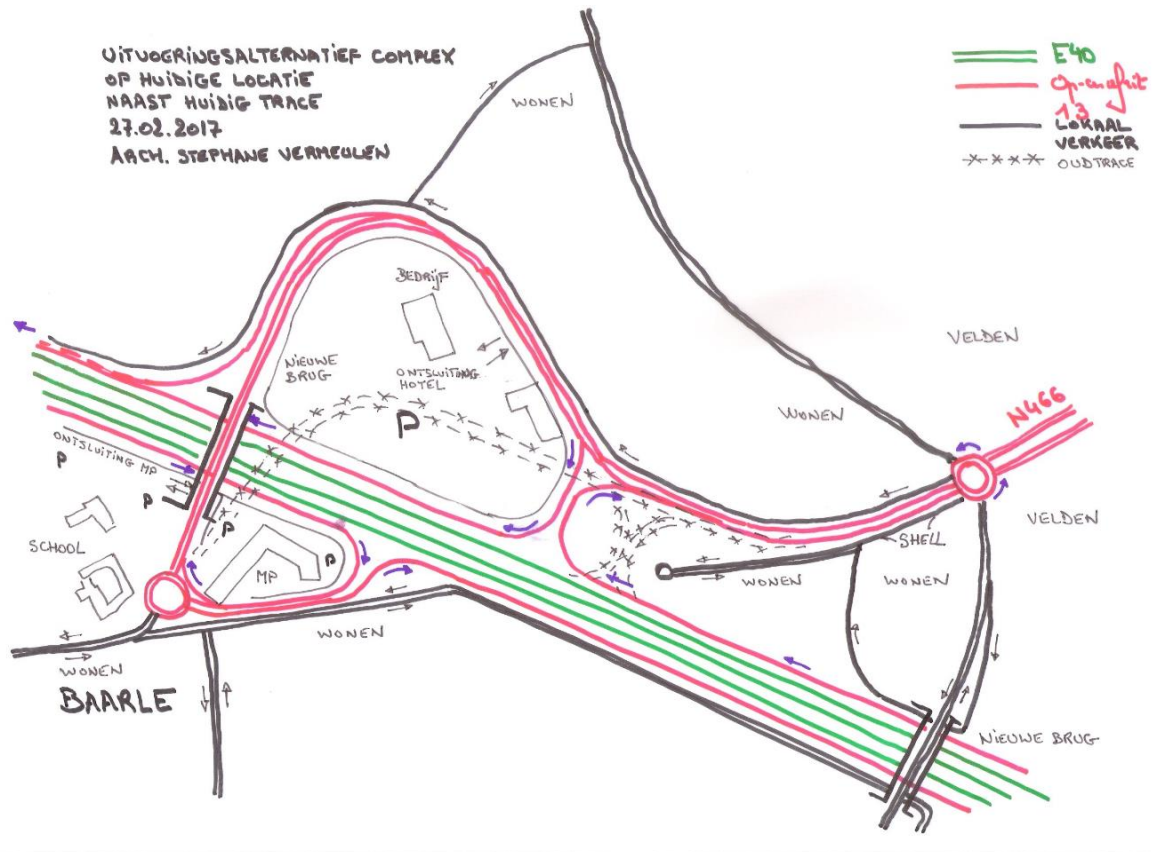 UITVOERINGSALTERNATIEF COMPLEX
OP HUIDIGE LOCATIE
NAAST HUIDIG TRACE
27.02.2017
ARCH. STEPHANE VERMEULEN
E40
Op-en afrit
13
LOKAAL
VERKEER
OUD TRACE
WONEN
BEDRIJF
NIEUWE
BRUG
ONTSLUITING
HOTEL
P
VELDEN
WONEN
N466
ONTSLUITING MP
P
P
P
SCHOOL
MP
P
VELDEN
SHELL
WONEN
WONEN
WONEN
WONEN
BAARLE
NIEUWE BRUG